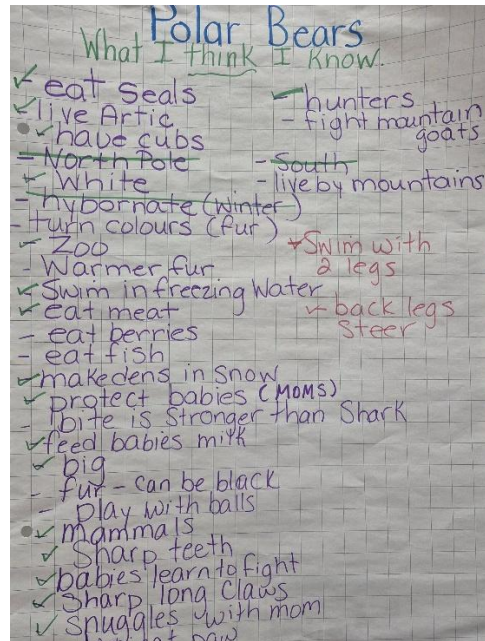 Polar Bears
What I think I know.
✓ eat seals
✓ live Artic
✓ have cubs
- North Pole
✓ White
- hybornate (winter)
- turn colours (fur)
✓ Zoo
- Warmer fur
✓ Swim in freezing Water
✓ eat meat
- eat berries
- eat fish
✓ make dens in snow
✓ protect babies (MOMS)
- bite is stronger than Shark
✓ feed babies milk
✓ big
- fur - can be black
- play with balls
✓ mammals
✓ Sharp teeth
✓ babies learn to fight
✓ Sharp long claws
✓ snuggles with mom
✓ hunters
- fight mountain
goats
- South
- live by mountains
✓ Swim with
2 legs
✓ back legs
Steer